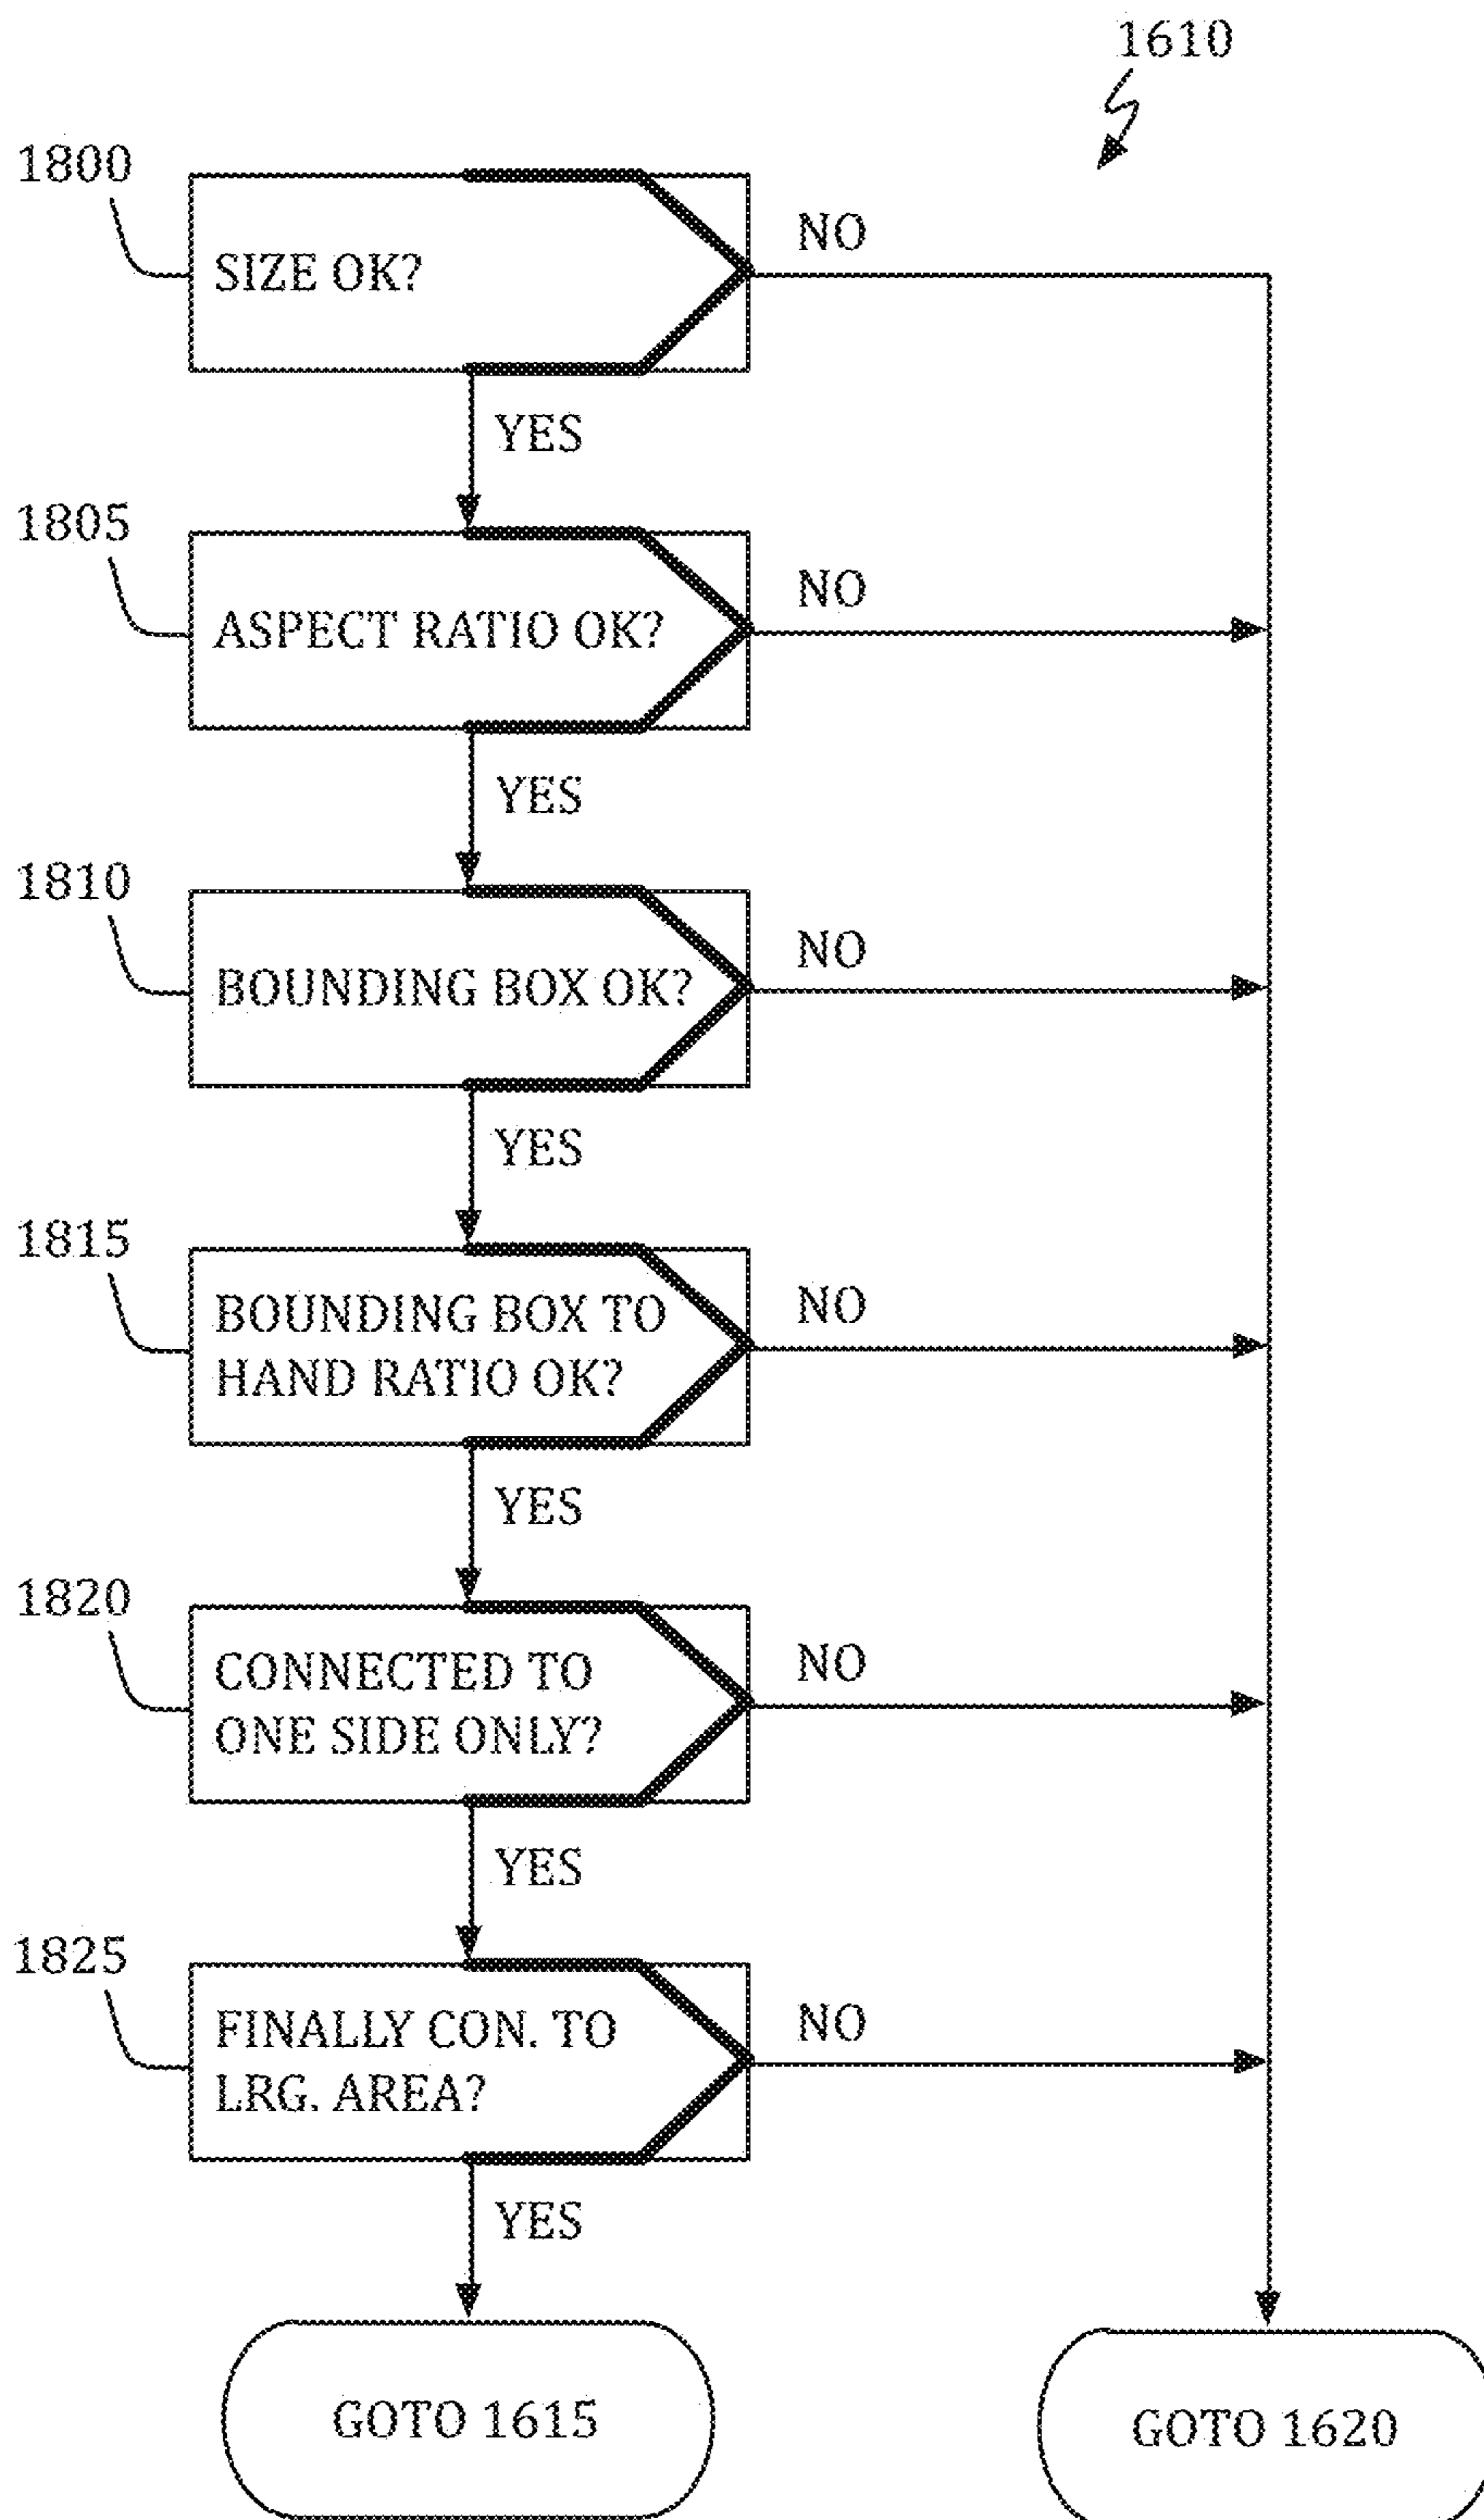 1610
1800
SIZE OK?
NO
YES
1805
ASPECT RATIO OK?
NO
YES
1810
BOUNDING BOX OK?
NO
YES
1815
BOUNDING BOX TO
HAND RATIO OK?
NO
YES
1820
CONNECTED TO
ONE SIDE ONLY?
NO
YES
1825
FINALLY CON. TO
LRG. AREA?
NO
YES
GOTO 1615
GOTO 1620